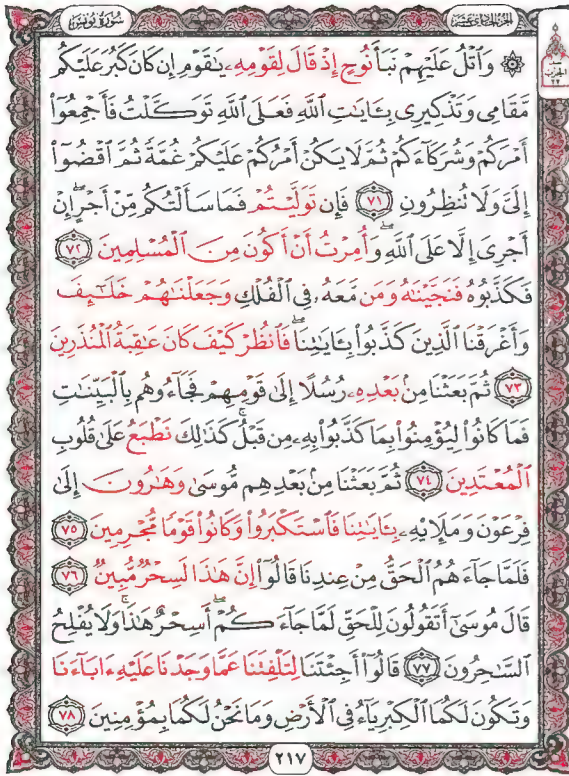 سُورَةُ يُونُسَ
الجزء الحادي عشر
۞ وَٱتۡلُ عَلَيۡهِمۡ نَبَأَ نُوحٍ إِذۡ قَالَ لِقَوۡمِهِۦ يَٰقَوۡمِ إِن كَانَ كَبُرَ عَلَيۡكُم
مَّقَامِي وَتَذۡكِيرِي بِـَٔايَٰتِ ٱللَّهِ فَعَلَى ٱللَّهِ تَوَكَّلۡتُ فَأَجۡمِعُوٓاْ
أَمۡرَكُمۡ وَشُرَكَآءَكُمۡ ثُمَّ لَا يَكُنۡ أَمۡرُكُمۡ عَلَيۡكُمۡ غُمَّةٗ ثُمَّ ٱقۡضُوٓاْ
إِلَيَّ وَلَا تُنظِرُونِ ٧١ فَإِن تَوَلَّيۡتُمۡ فَمَا سَأَلۡتُكُم مِّنۡ أَجۡرٍۖ إِنۡ
أَجۡرِيَ إِلَّا عَلَى ٱللَّهِۖ وَأُمِرۡتُ أَنۡ أَكُونَ مِنَ ٱلۡمُسۡلِمِينَ ٧٢
فَكَذَّبُوهُ فَنَجَّيۡنَٰهُ وَمَن مَّعَهُۥ فِي ٱلۡفُلۡكِ وَجَعَلۡنَٰهُمۡ خَلَٰٓئِفَ
وَأَغۡرَقۡنَا ٱلَّذِينَ كَذَّبُواْ بِـَٔايَٰتِنَاۖ فَٱنظُرۡ كَيۡفَ كَانَ عَٰقِبَةُ ٱلۡمُنذَرِينَ
٧٣ ثُمَّ بَعَثۡنَا مِنۢ بَعۡدِهِۦ رُسُلًا إِلَىٰ قَوۡمِهِمۡ فَجَآءُوهُم بِٱلۡبَيِّنَٰتِ
فَمَا كَانُواْ لِيُؤۡمِنُواْ بِمَا كَذَّبُواْ بِهِۦ مِن قَبۡلُۚ كَذَٰلِكَ نَطۡبَعُ عَلَىٰ قُلُوبِ
ٱلۡمُعۡتَدِينَ ٧٤ ثُمَّ بَعَثۡنَا مِنۢ بَعۡدِهِم مُّوسَىٰ وَهَٰرُونَ إِلَىٰ
فِرۡعَوۡنَ وَمَلَإِيْهِۦ بِـَٔايَٰتِنَا فَٱسۡتَكۡبَرُواْ وَكَانُواْ قَوۡمٗا مُّجۡرِمِينَ ٧٥
فَلَمَّا جَآءَهُمُ ٱلۡحَقُّ مِنۡ عِندِنَا قَالُوٓاْ إِنَّ هَٰذَا لَسِحۡرٞ مُّبِينٞ ٧٦
قَالَ مُوسَىٰٓ أَتَقُولُونَ لِلۡحَقِّ لَمَّا جَآءَكُمۡۖ أَسِحۡرٌ هَٰذَا وَلَا يُفۡلِحُ
ٱلسَّٰحِرُونَ ٧٧ قَالُوٓاْ أَجِئۡتَنَا لِتَلۡفِتَنَا عَمَّا وَجَدۡنَا عَلَيۡهِ ءَابَآءَنَا
وَتَكُونَ لَكُمَا ٱلۡكِبۡرِيَآءُ فِي ٱلۡأَرۡضِ وَمَا نَحۡنُ لَكُمَا بِمُؤۡمِنِينَ ٧٨
٢١٧